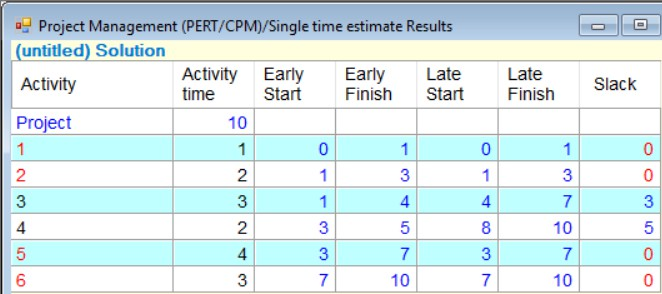 Project Management (PERT/CPM)/Single time estimate Results
(untitled) Solution
Activity Activity time Early Start Early Finish Late Start Late Finish Slack
Project 10
1 1 0 1 0 1 0
2 2 1 3 1 3 0
3 3 1 4 4 7 3
4 2 3 5 8 10 5
5 4 3 7 3 7 0
6 3 7 10 7 10 0